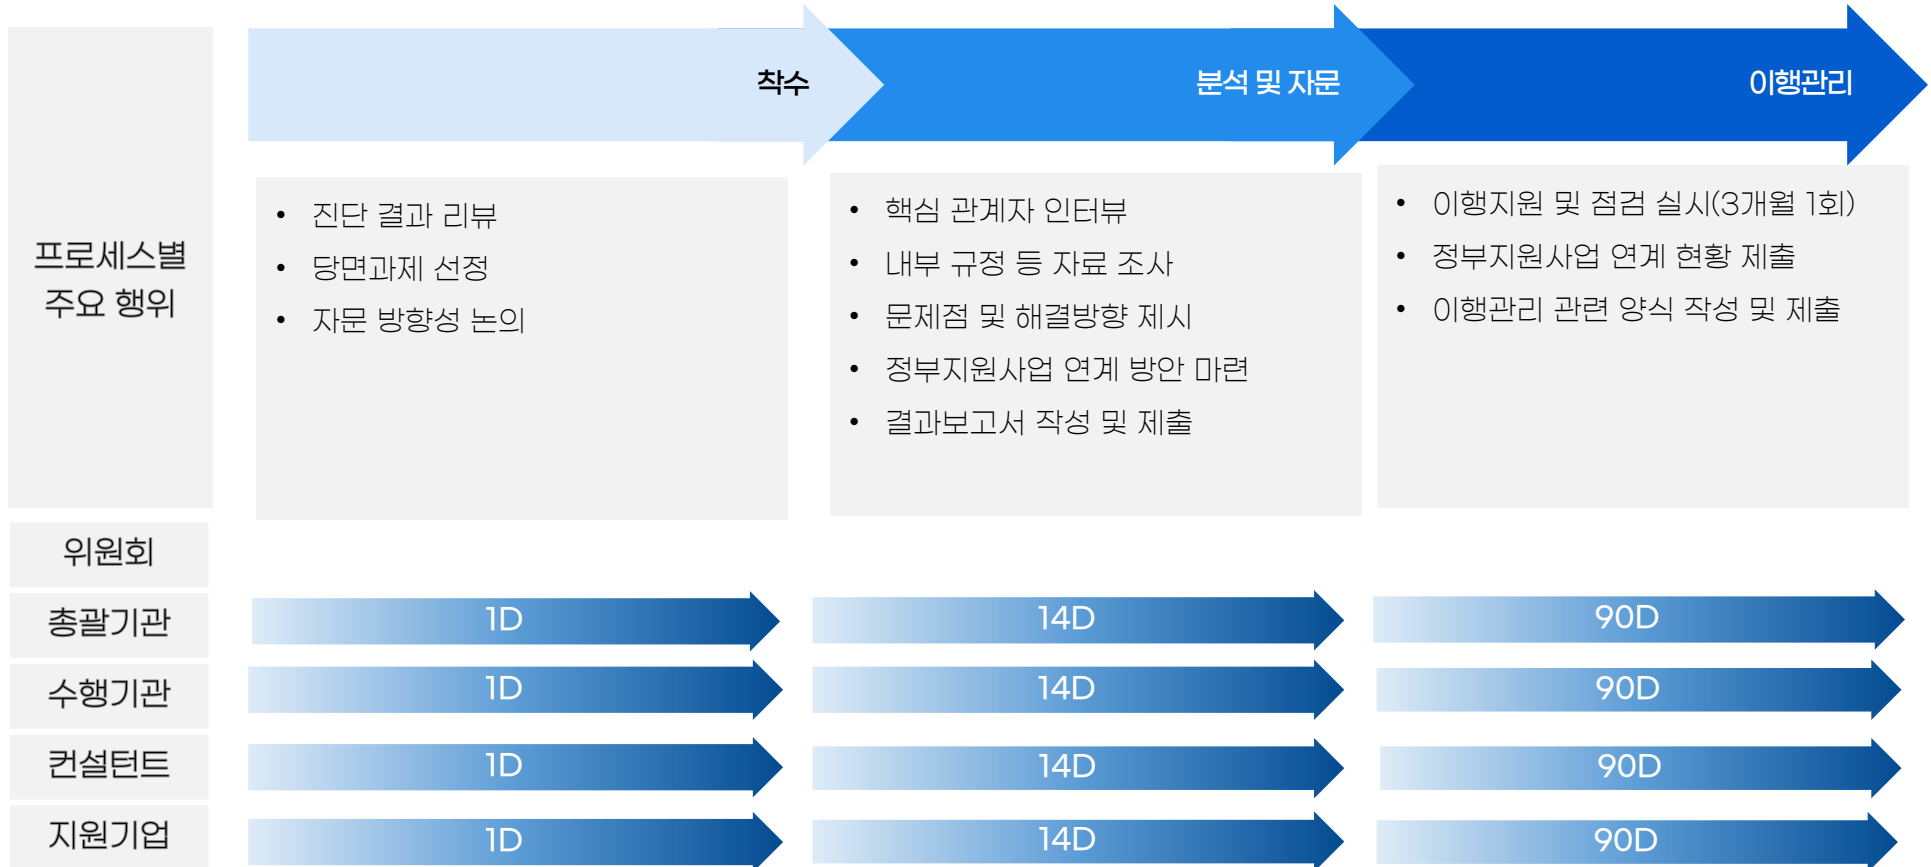 착수
분석 및 자문
이행관리
프로세스별
주요 행위
• 진단 결과 리뷰
• 당면과제 선정
• 자문 방향성 논의
• 핵심 관계자 인터뷰
• 내부 규정 등 자료 조사
• 문제점 및 해결방향 제시
• 정부지원사업 연계 방안 마련
• 결과보고서 작성 및 제출
• 이행지원 및 점검 실시(3개월 1회)
• 정부지원사업 연계 현황 제출
• 이행관리 관련 양식 작성 및 제출
위원회
총괄기관
1D
14D
90D
수행기관
1D
14D
90D
컨설턴트
1D
14D
90D
지원기업
1D
14D
90D